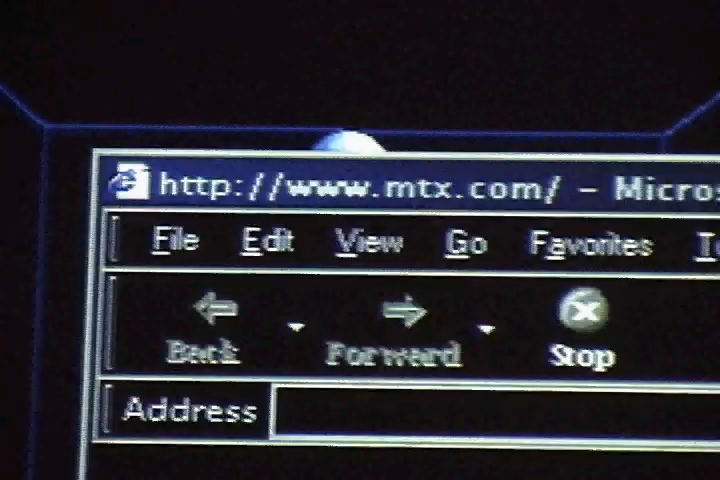 http://www.mtx.com/ - Micros
File Edit View Go Favorites
Back Forward Stop
Address